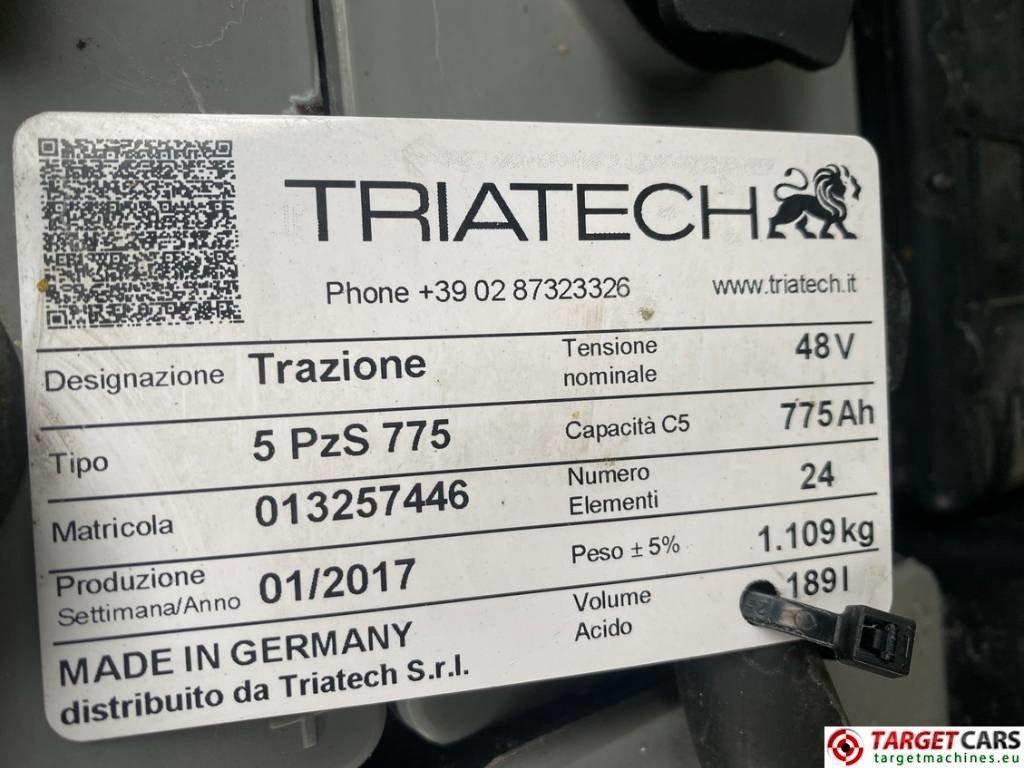 TRIATECH
Phone +39 02 87323326
www.triatech.it
Designazione Trazione
Tensione
nominale
48V
Tipo 5 PzS 775
Capacità C5 775Ah
Matricola 013257446
Numero
Elementi
24
Produzione
Settimana/Anno
01/2017
Peso ± 5% 1.109kg
MADE IN GERMANY
distribuito da Triatech S.r.l.
Volume
Acido
189l
TARGETCARS
targetmachines.eu